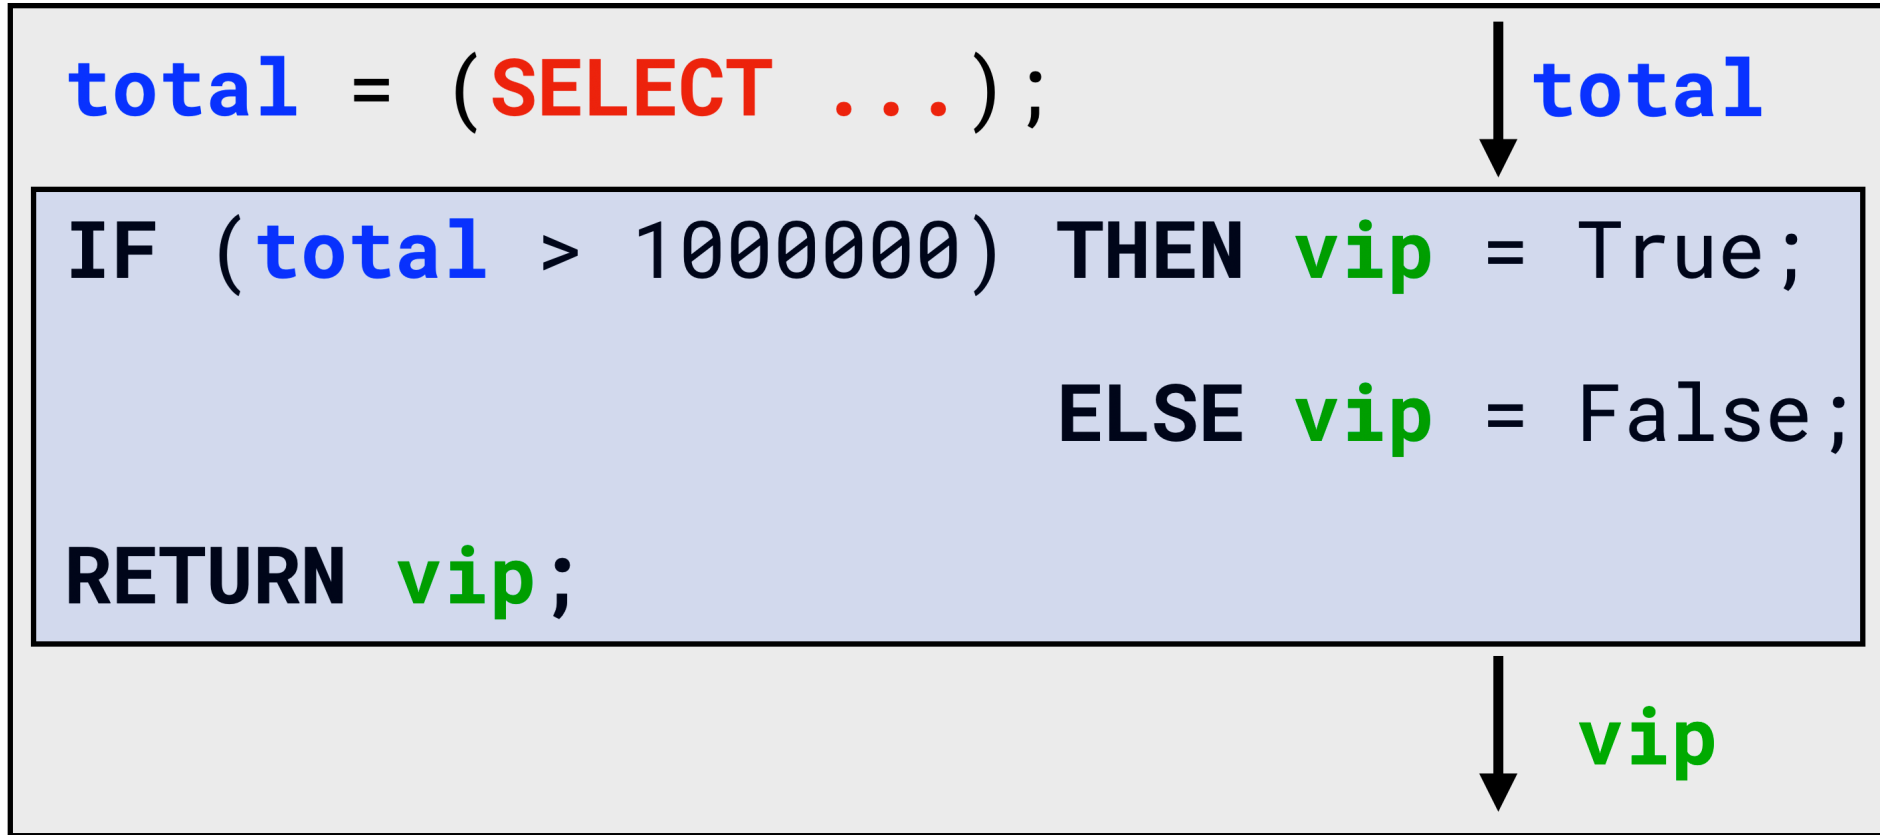 total = (SELECT ...);
total
IF (total > 1000000) THEN vip = True;
ELSE vip = False;
RETURN vip;
vip